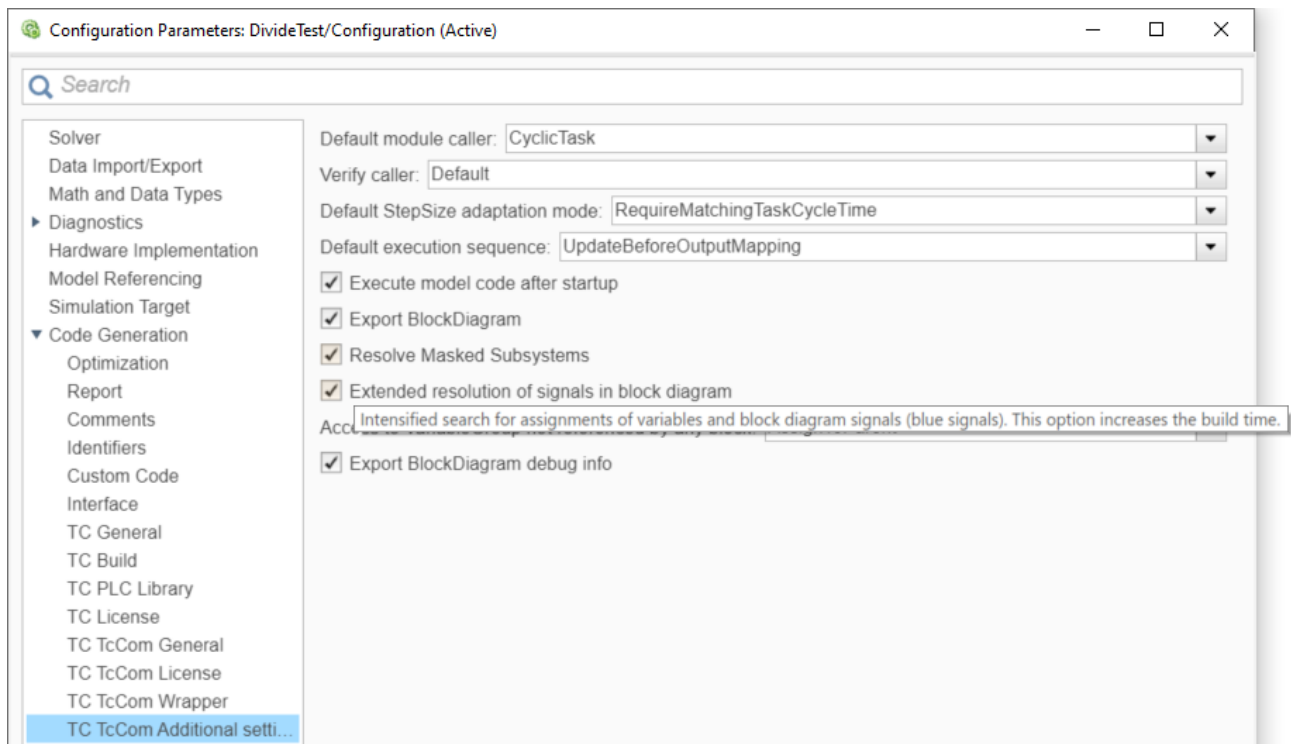 Configuration Parameters: DivideTest/Configuration (Active)
Search
Solver
Data Import/Export
Math and Data Types
Diagnostics
Hardware Implementation
Model Referencing
Simulation Target
Code Generation
Optimization
Report
Comments
Identifiers
Custom Code
Interface
TC General
TC Build
TC PLC Library
TC License
TC TcCom General
TC TcCom License
TC TcCom Wrapper
TC TcCom Additional setti...
Default module caller: CyclicTask
Verify caller: Default
Default StepSize adaptation mode: RequireMatchingTaskCycleTime
Default execution sequence: UpdateBeforeOutputMapping
Execute model code after startup
Export BlockDiagram
Resolve Masked Subsystems
Extended resolution of signals in block diagram
Intensified search for assignments of variables and block diagram signals (blue signals). This option increases the build time.
Export BlockDiagram debug info